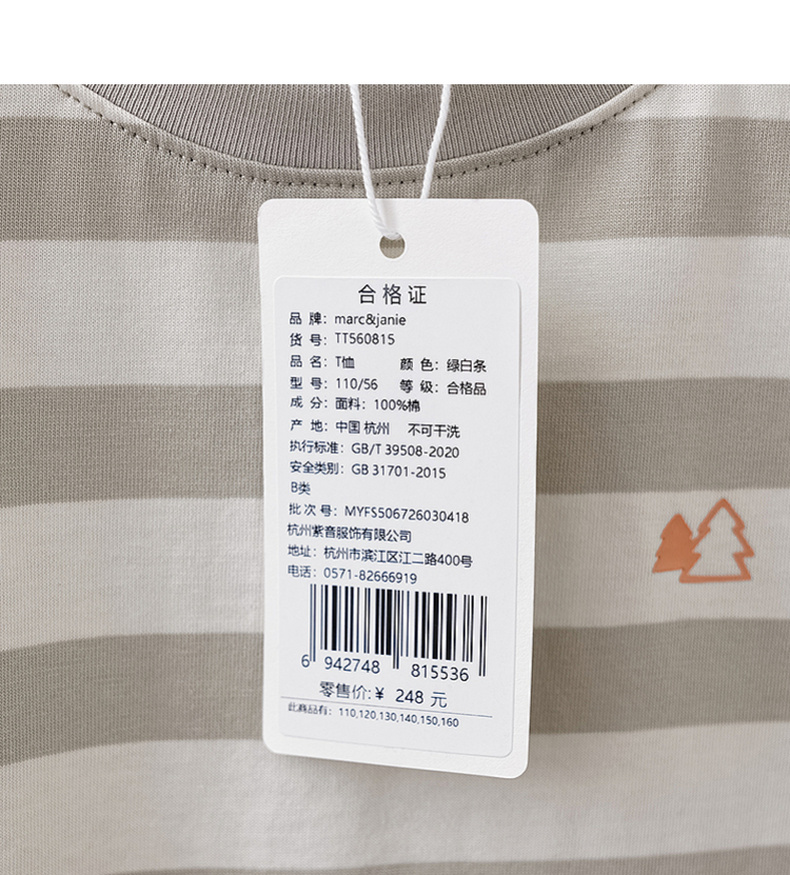 合格证
品 牌: marc&janie
货 号: TT560815
品 名: T恤 颜 色: 绿白条
型 号: 110/56 等 级: 合格品
成 分: 面料: 100%棉
产 地: 中国 杭州 不可干洗
执行标准: GB/T 39508-2020
安全类别: GB 31701-2015
B类
批 次 号: MYFS506726030418
杭州紫音服饰有限公司
地址: 杭州市滨江区江二路400号
电话: 0571-82666919
6 942748 815536
零售价:¥ 248 元
此商品有: 110,120,130,140,150,160